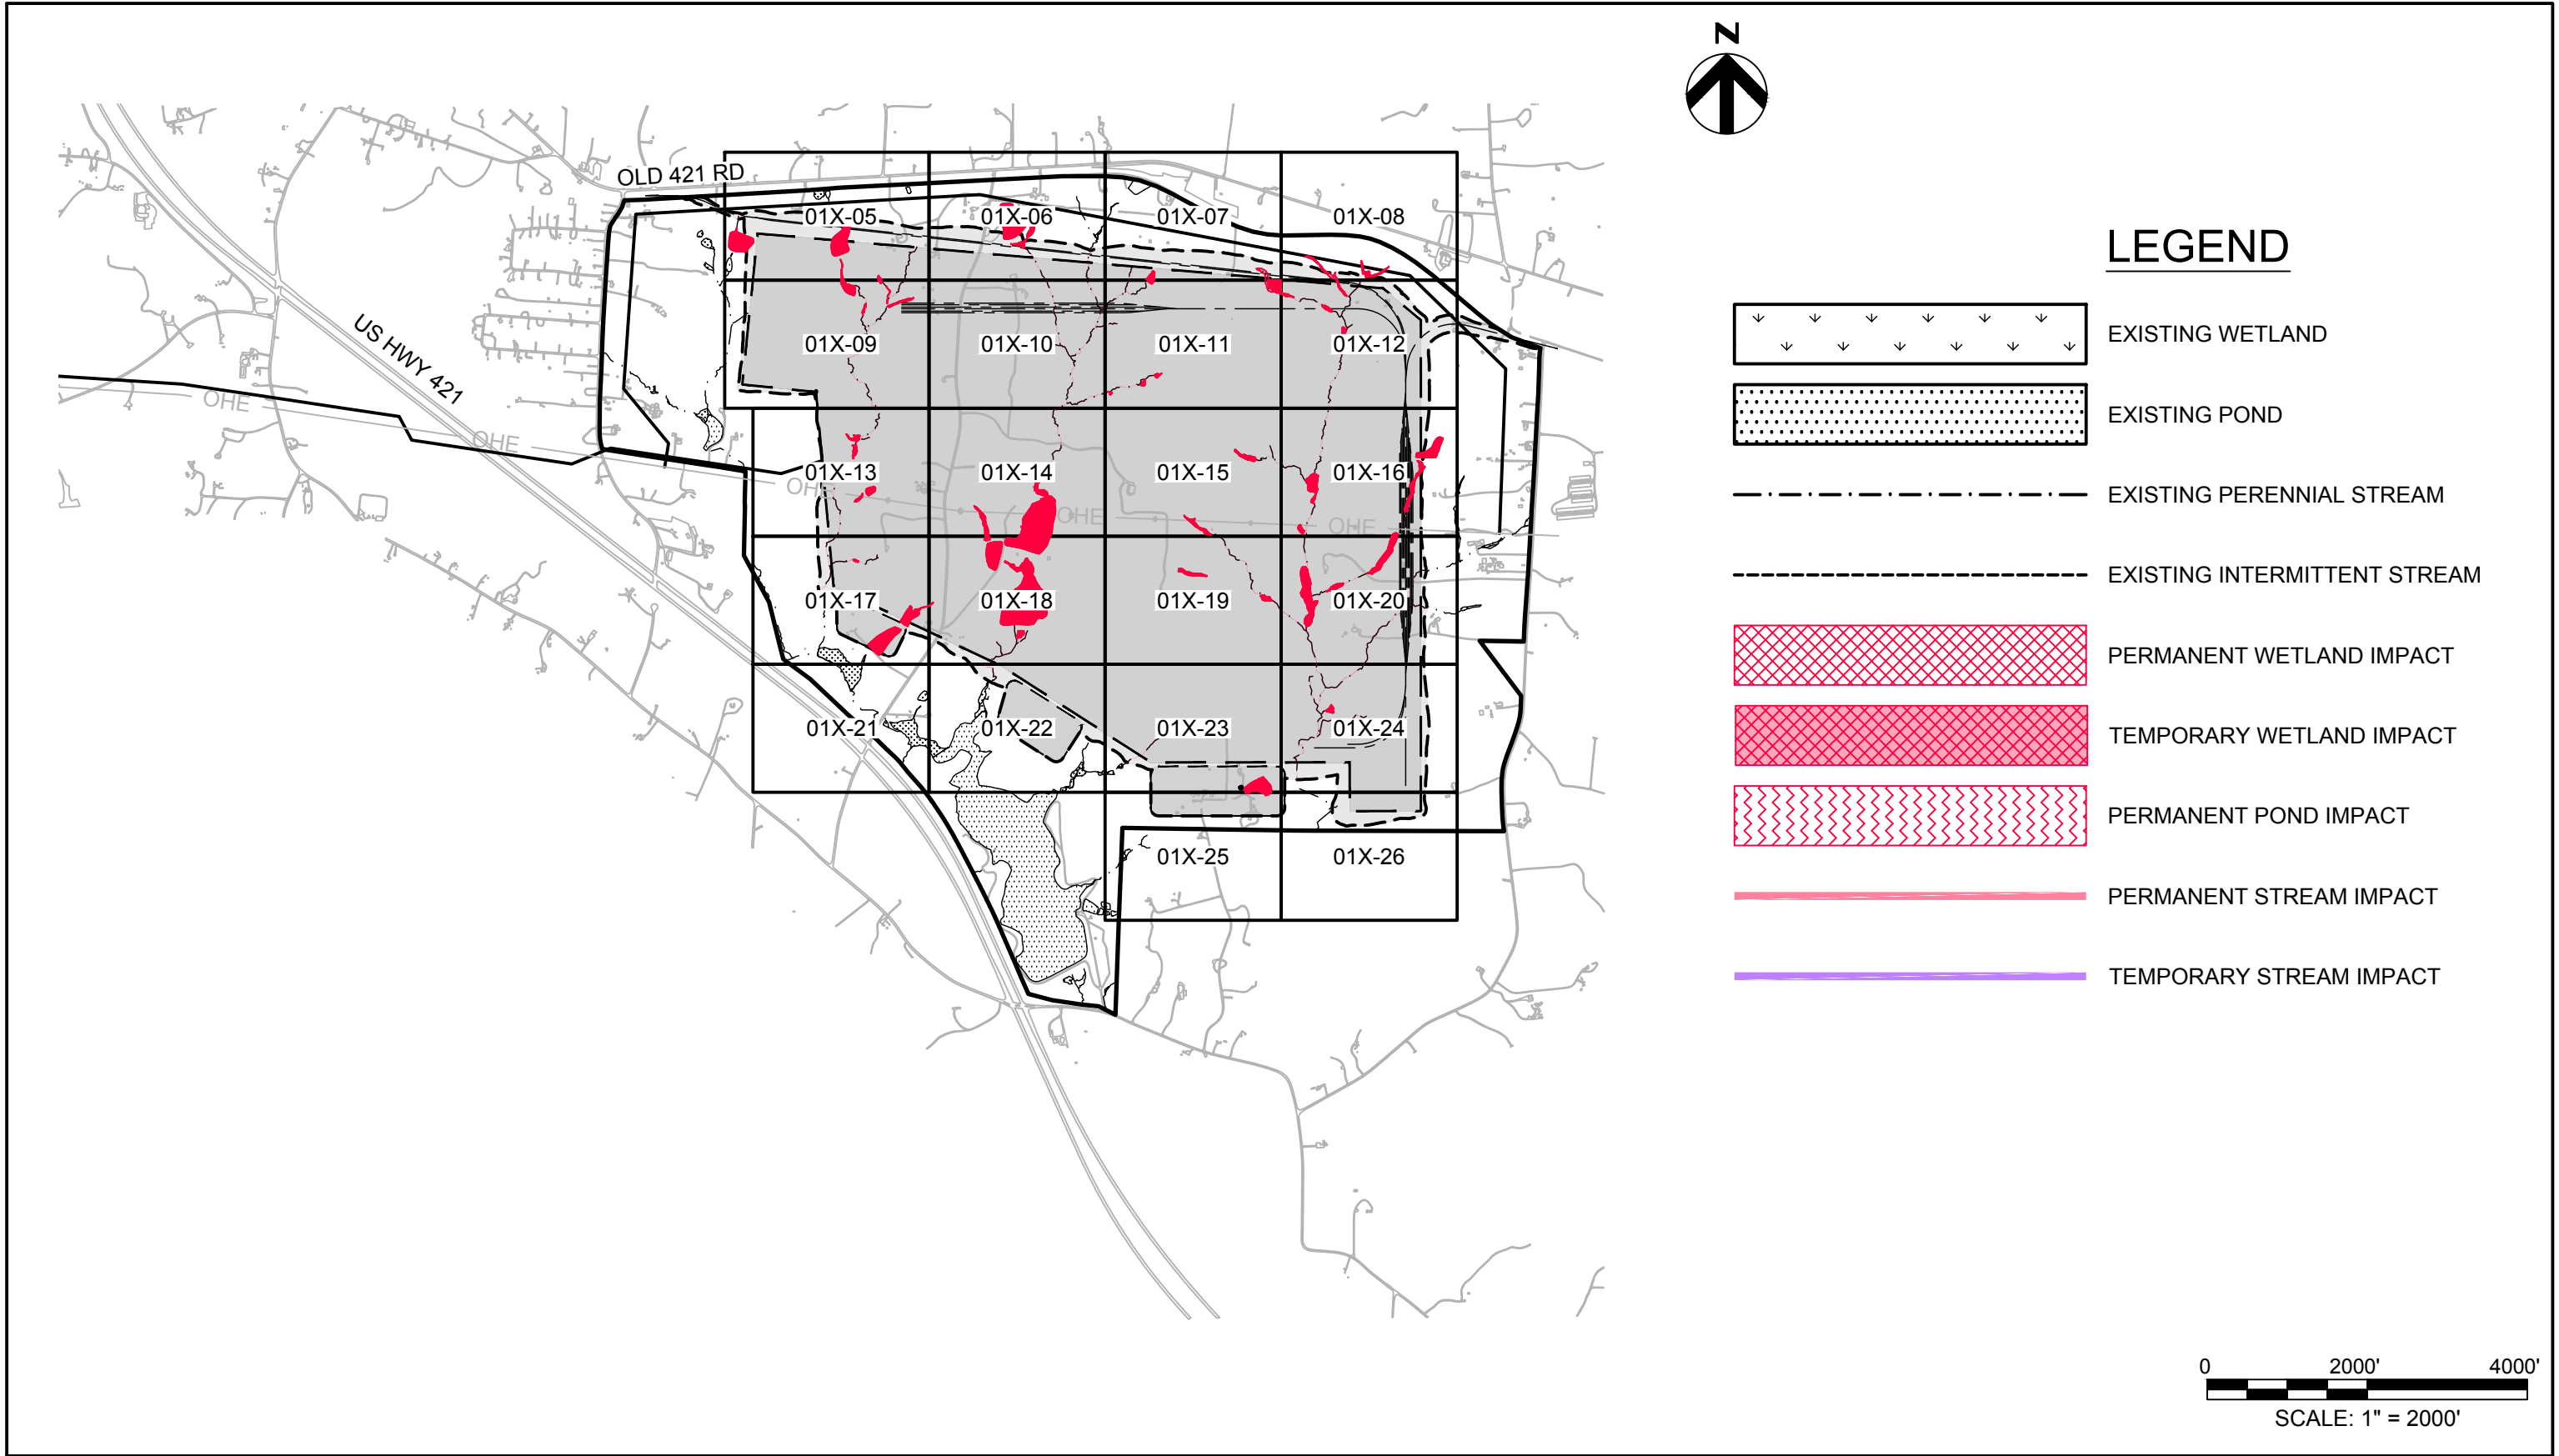 N
OLD 421 RD
US HWY 421
OHE
OHE
OHE
OHE
OHE
01X-05
01X-06
01X-07
01X-08
01X-09
01X-10
01X-11
01X-12
01X-13
01X-14
01X-15
01X-16
01X-17
01X-18
01X-19
01X-20
01X-21
01X-22
01X-23
01X-24
01X-25
01X-26
LEGEND
EXISTING WETLAND
EXISTING POND
EXISTING PERENNIAL STREAM
EXISTING INTERMITTENT STREAM
PERMANENT WETLAND IMPACT
TEMPORARY WETLAND IMPACT
PERMANENT POND IMPACT
PERMANENT STREAM IMPACT
TEMPORARY STREAM IMPACT
0 2000' 4000'
SCALE: 1" = 2000'